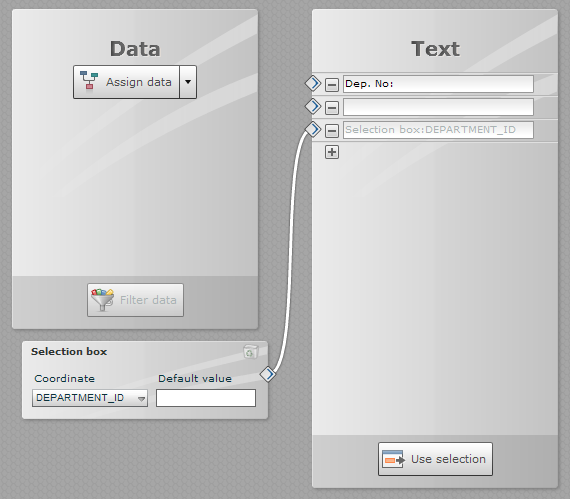 Data
Assign data
Filter data
Selection box
Coordinate Default value
DEPARTMENT_ID
Text
Dep. No:
Selection box:DEPARTMENT_ID
Use selection